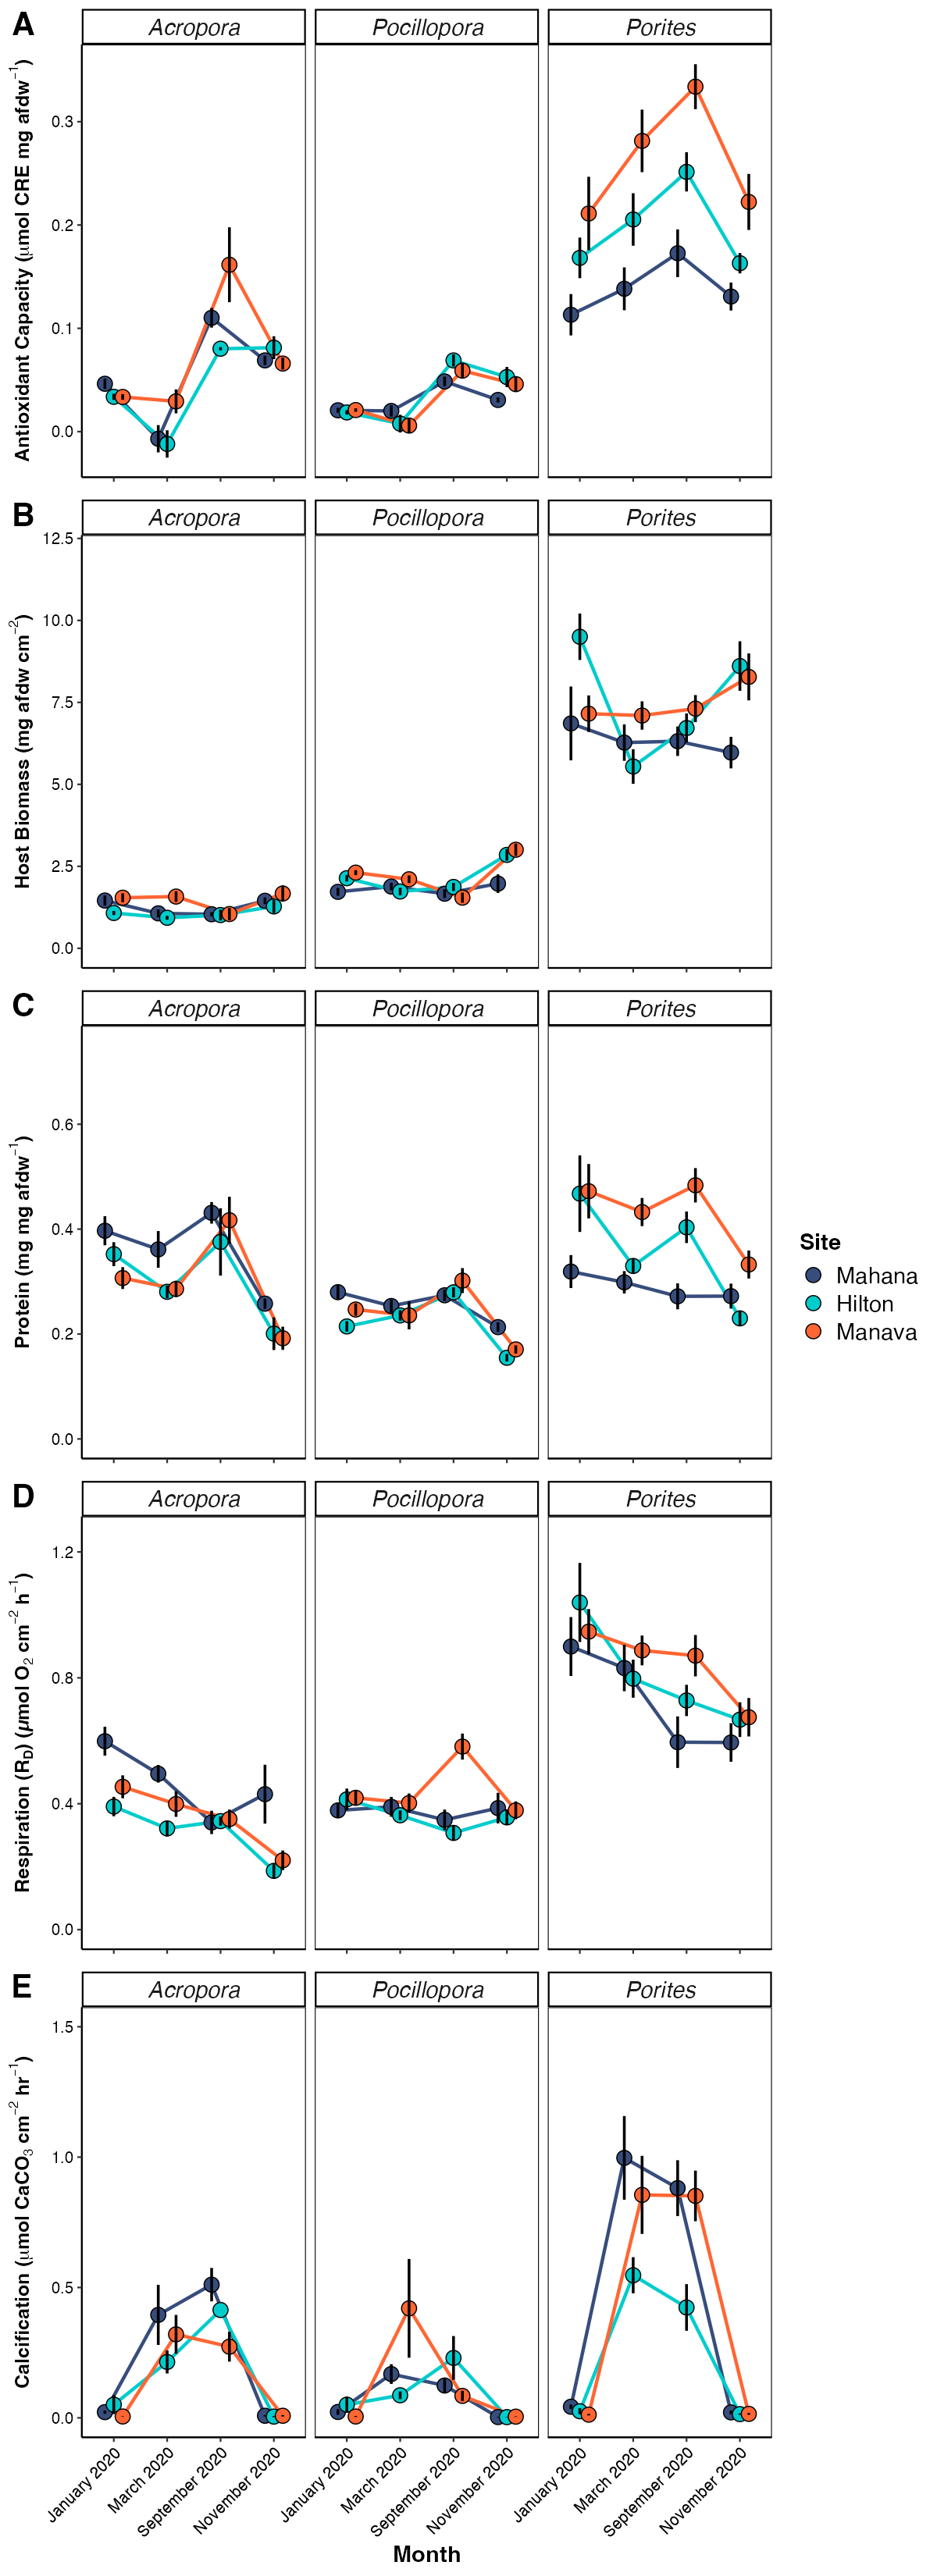 A
Acropora
Pocillopora
Porites
Antioxidant Capacity (μmol CRE mg afdw⁻¹)
0.3
0.2
0.1
0.0
B
Acropora
Pocillopora
Porites
Host Biomass (mg afdw cm⁻²)
12.5
10.0
7.5
5.0
2.5
0.0
C
Acropora
Pocillopora
Porites
Protein (mg mg afdw⁻¹)
0.6
0.4
0.2
0.0
Site
Mahana
Hilton
Manava
D
Acropora
Pocillopora
Porites
Respiration (R_D) (μmol O₂ cm⁻² h⁻¹)
1.2
0.8
0.4
0.0
E
Acropora
Pocillopora
Porites
Calcification (μmol CaCO₃ cm⁻² hr⁻¹)
1.5
1.0
0.5
0.0
January 2020
March 2020
September 2020
November 2020
January 2020
March 2020
September 2020
November 2020
January 2020
March 2020
September 2020
November 2020
Month